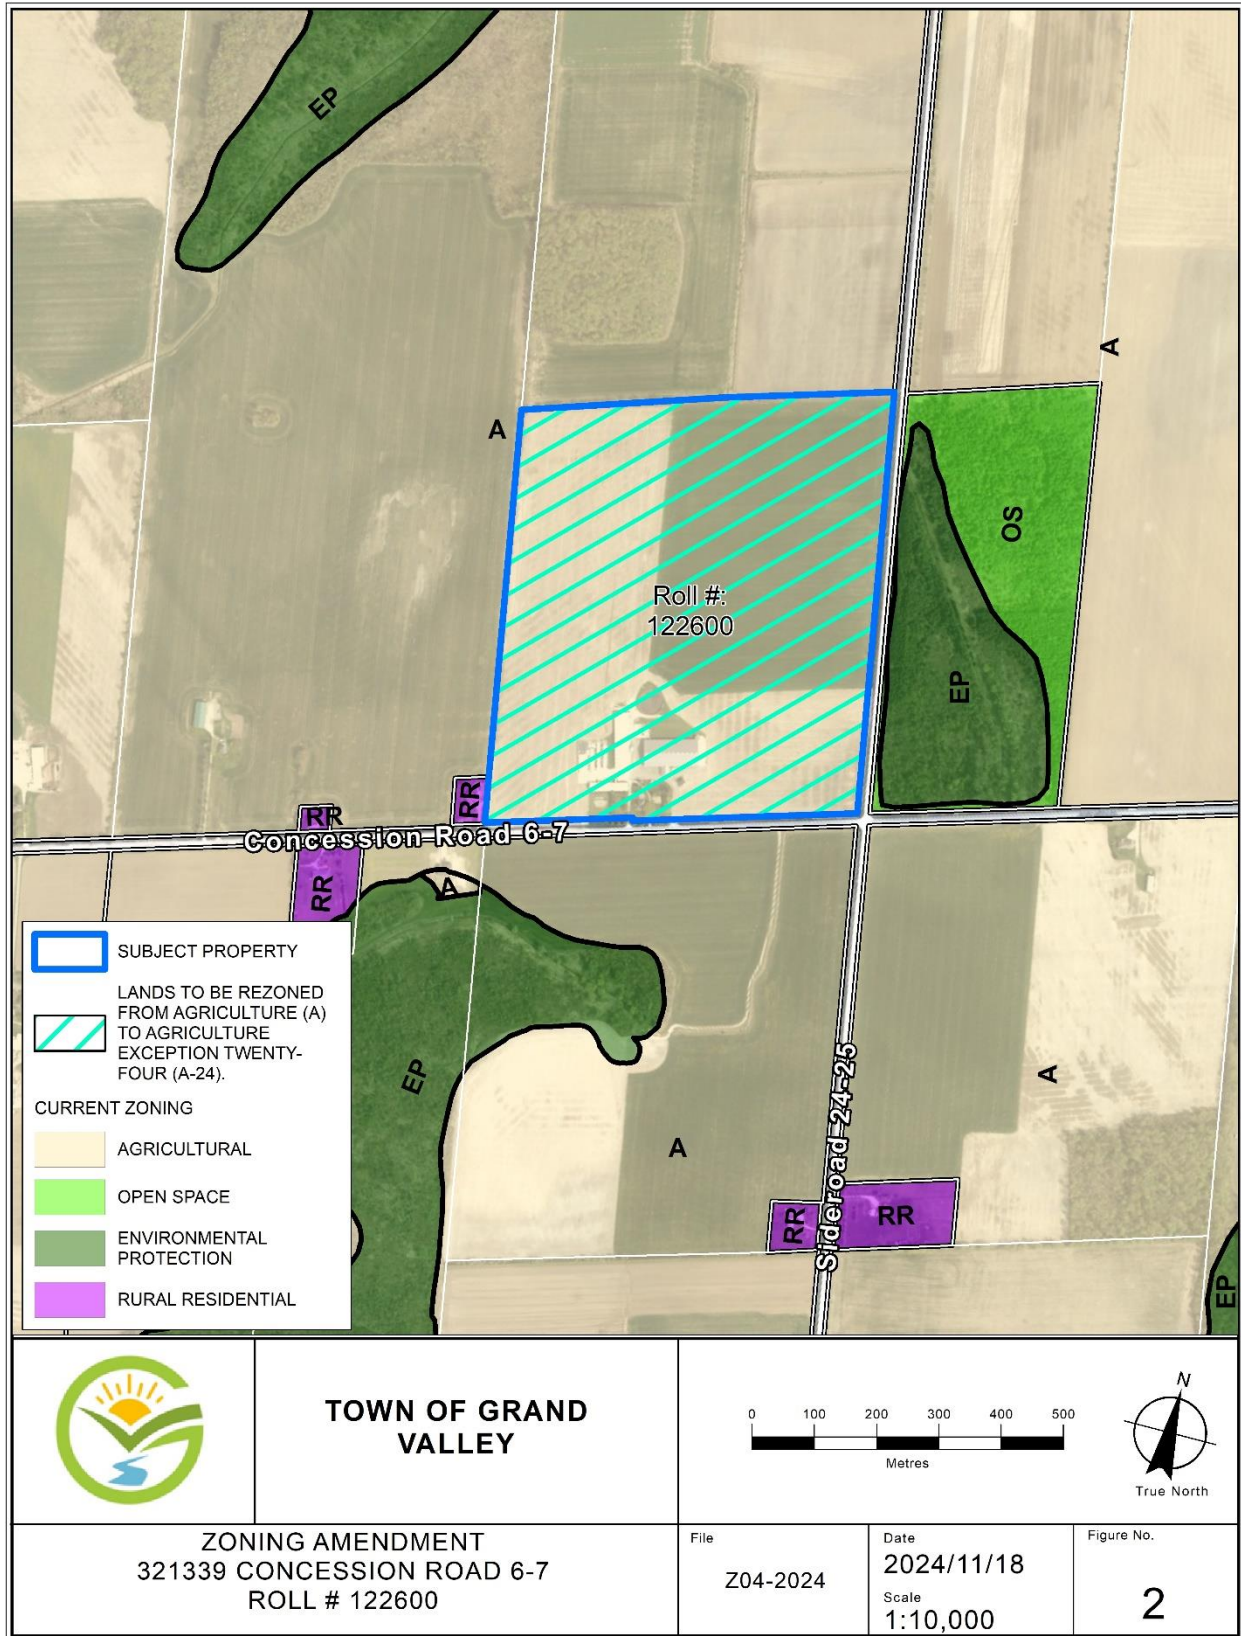 EP
A
A
OS
Roll #:
122600
EP
RR
RR
Concession Road 6-7
RR
A
SUBJECT PROPERTY
LANDS TO BE REZONED
FROM AGRICULTURE (A)
TO AGRICULTURE
EXCEPTION TWENTY-
FOUR (A-24).
CURRENT ZONING
AGRICULTURAL
OPEN SPACE
ENVIRONMENTAL
PROTECTION
RURAL RESIDENTIAL
EP
A
A
Sideroad 24-25
RR
RR
EP
TOWN OF GRAND
VALLEY
0 100 200 300 400 500
Metres
N
True North
ZONING AMENDMENT
321339 CONCESSION ROAD 6-7
ROLL # 122600
File
Z04-2024
Date
2024/11/18
Scale
1:10,000
Figure No.
2